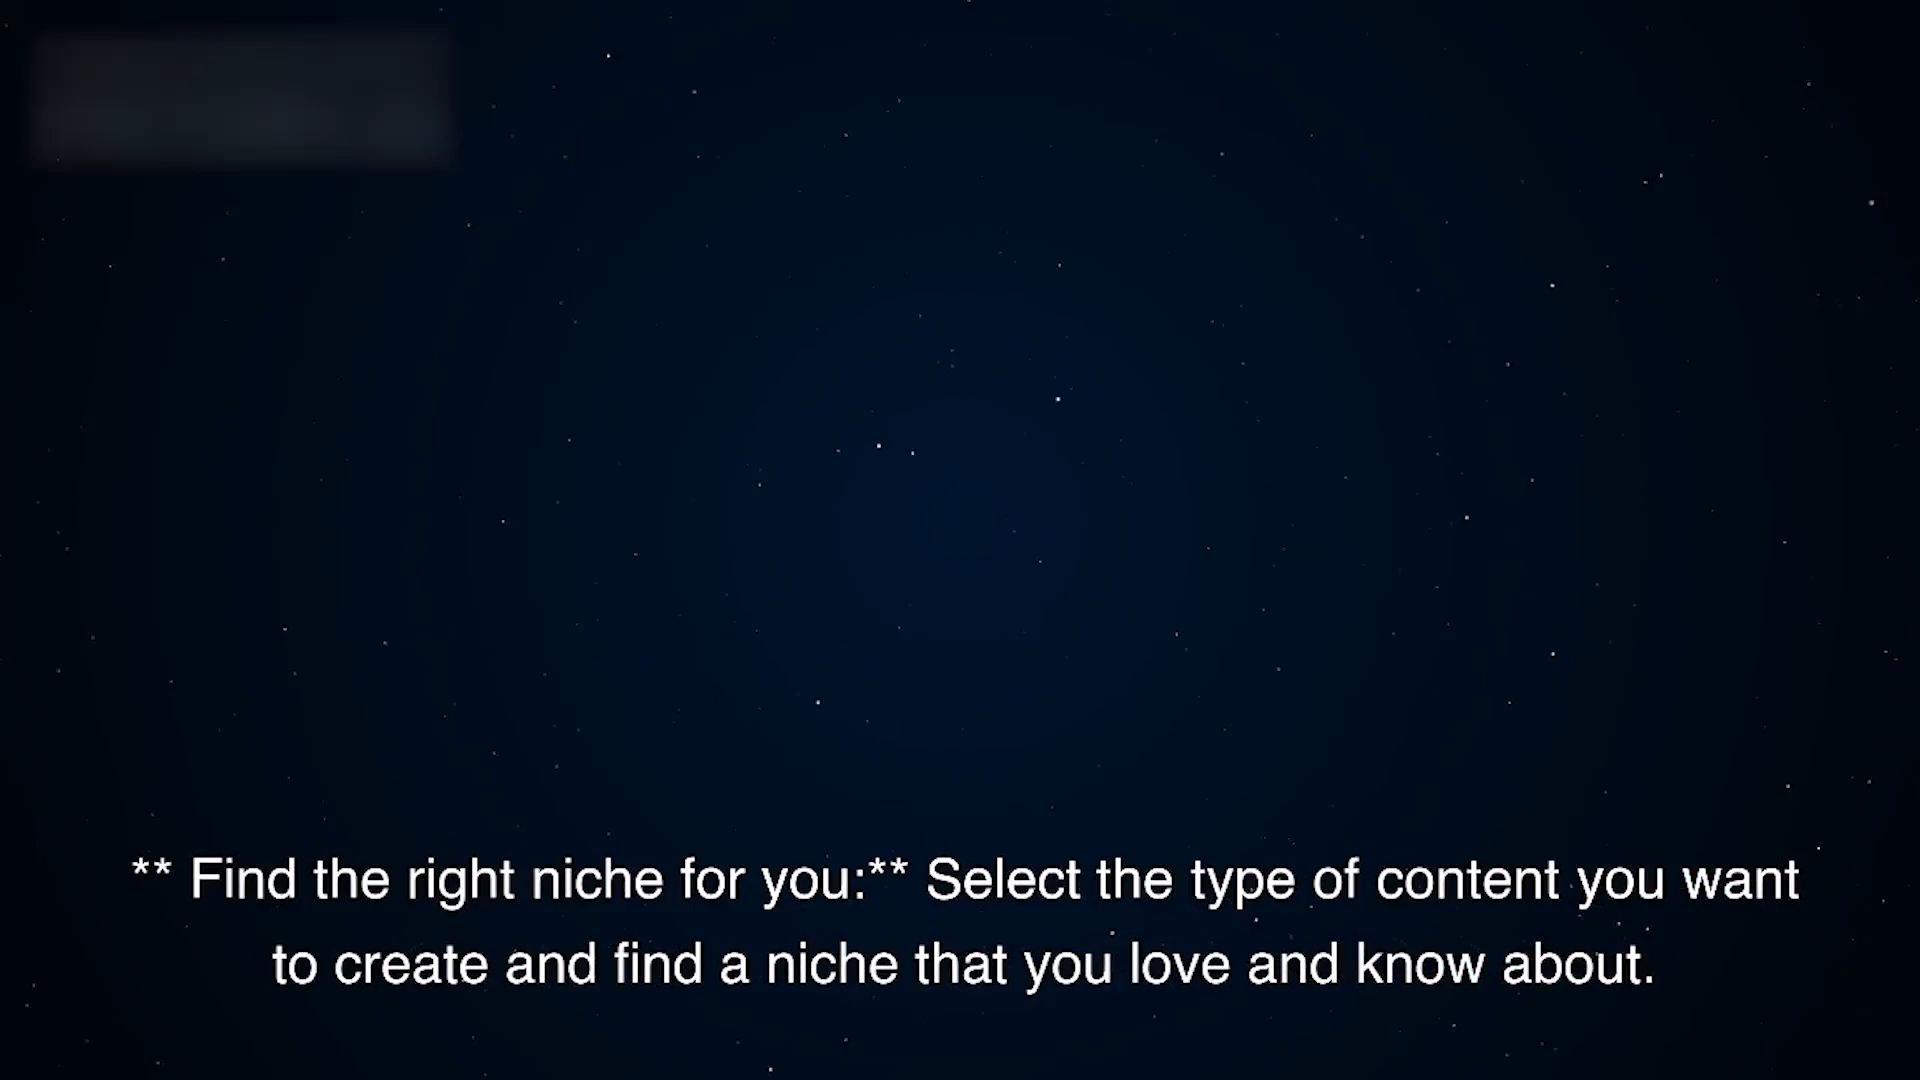 ** Find the right niche for you:** Select the type of content you want
to create and find a niche that you love and know about.